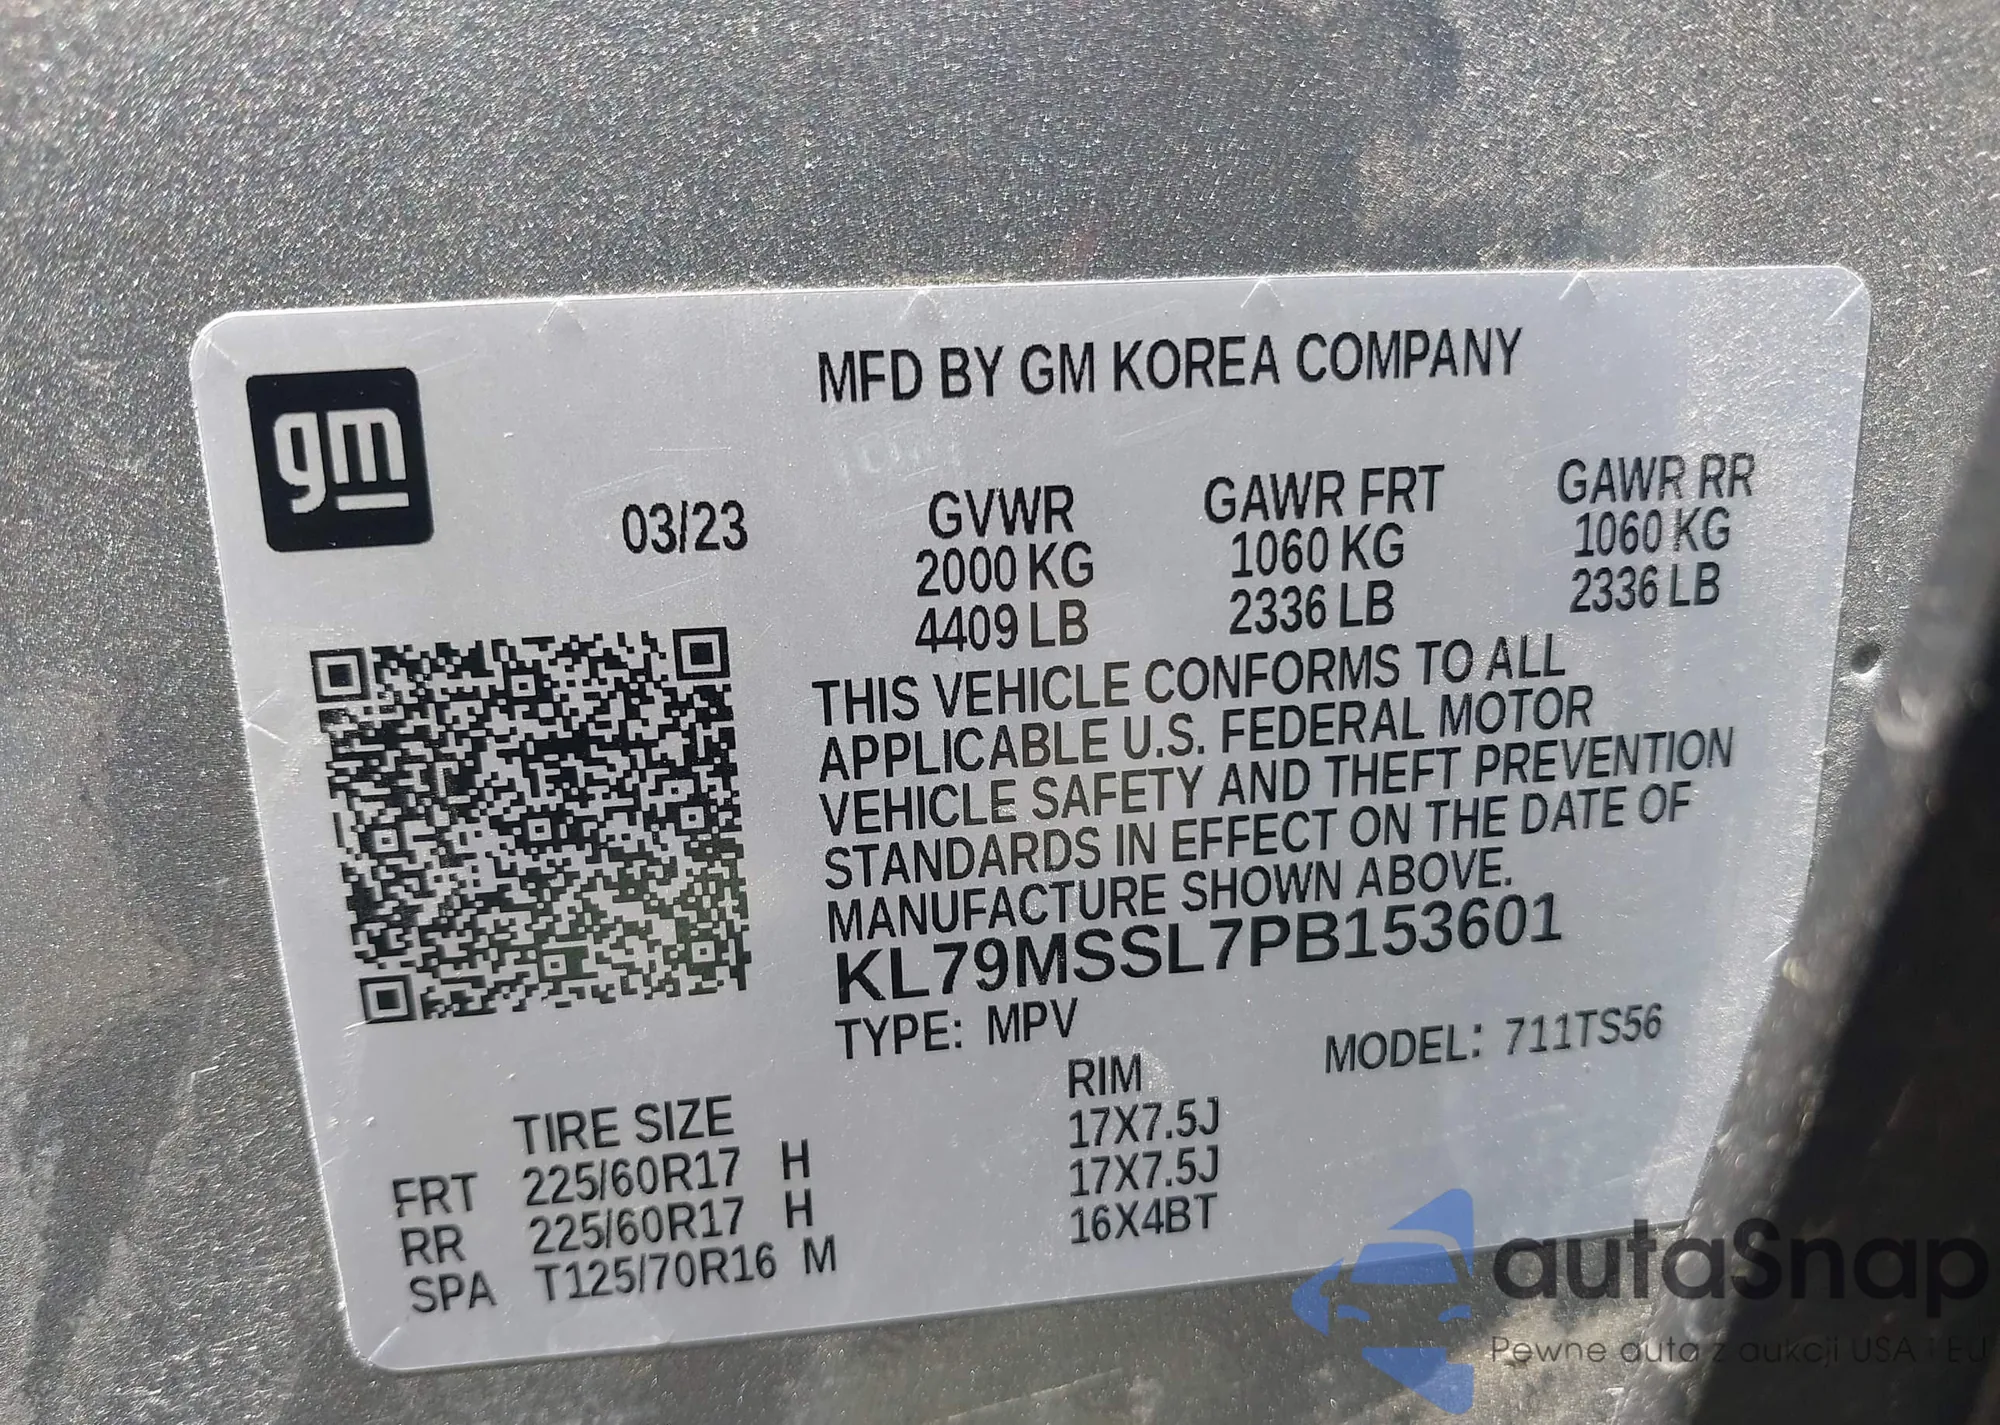 gm
MFD BY GM KOREA COMPANY
03/23
GVWR GAWR FRT GAWR RR
2000 KG 1060 KG 1060 KG
4409 LB 2336 LB 2336 LB
THIS VEHICLE CONFORMS TO ALL
APPLICABLE U.S. FEDERAL MOTOR
VEHICLE SAFETY AND THEFT PREVENTION
STANDARDS IN EFFECT ON THE DATE OF
MANUFACTURE SHOWN ABOVE.
KL79MSSL7PB153601
TYPE: MPV MODEL: 711TS56
TIRE SIZE RIM
FRT 225/60R17 H 17X7.5J
RR 225/60R17 H 17X7.5J
SPA T125/70R16 M 16X4BT
autaSnap
Pewne auta z aukcji USA i EU